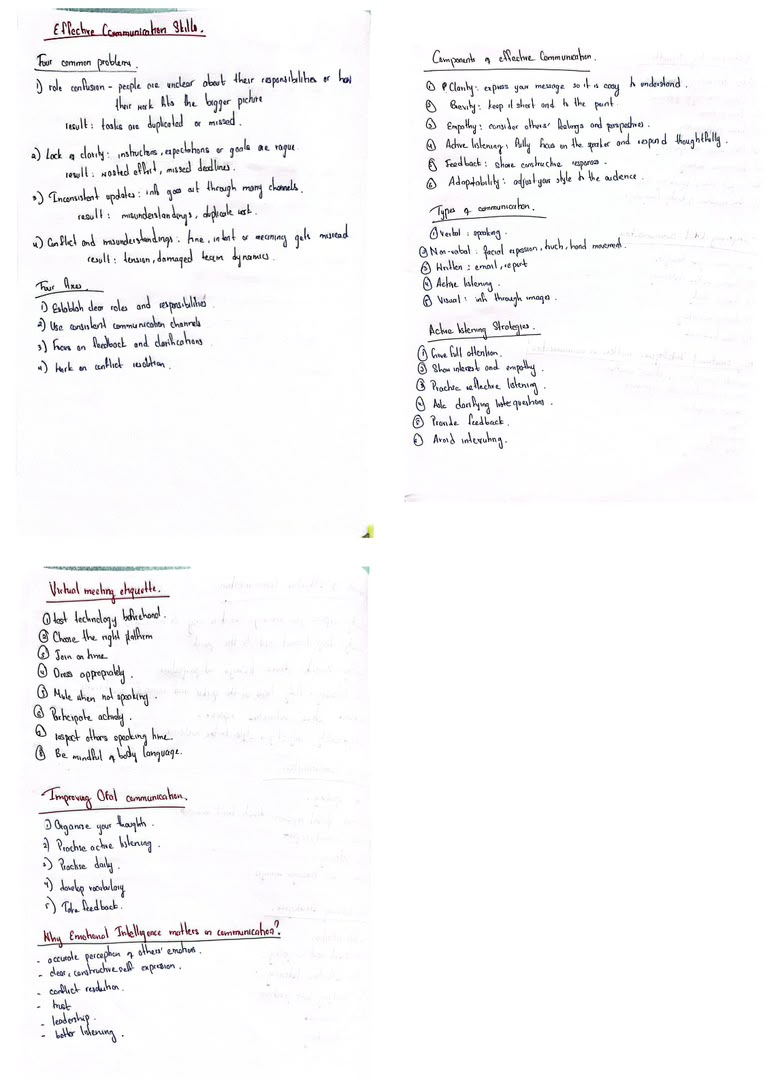 Effective Communication Skills.
Four common problems.
1) role confusion - people are unclear about their responsibilities or how
their work fits the bigger picture
result: tasks are duplicated or missed.
2) Lack of clarity: instructions, expectations or goals are vague.
result: wasted effort, missed deadlines.
3) Inconsistent updates: info goes out through many channels.
result: misunderstandings, duplicate work.
4) Conflict and misunderstandings: tone, intent or meaning gets misread
result: tension, damaged team dynamics.
Four Fixes
1) Establish clear roles and responsibilities
2) Use consistent communication channels
3) Focus on feedback and clarifications
4) Work on conflict resolution.
Components of effective Communication.
① Clarity: express your message so it is easy to understand.
② Brevity: keep it short and to the point.
③ Empathy: consider others' feelings and perspectives.
④ Active listening: fully focus on the speaker and respond thoughtfully.
⑤ Feedback: share constructive responses.
⑥ Adaptability: adjust your style to the audience.
Types of communication.
① Verbal: speaking.
② Non-verbal: facial expression, touch, hand movement.
③ Written: email, report
④ Active listening.
⑤ Visual: info through images.
Active listening Strategies.
① Give full attention.
② Show interest and empathy.
③ Practice reflective listening.
④ Ask clarifying questions.
⑤ Provide feedback.
⑥ Avoid
Virtual meeting etiquette.
① test technology beforehand.
② Choose the right platform
③ Join on time
④ Dress appropriately.
⑤ Mute when not speaking.
⑥ Participate actively.
⑦ respect others speaking time.
⑧ Be mindful of body language.
Improving Oral communication.
1) Organise your thoughts.
2) Practise active listening.
3) Practise daily.
4) develop vocabulary
5) Take feedback.
Why Emotional Intelligence matters in communication?
- accurate perception of others' emotions.
- clear, constructive self expression.
- conflict resolution.
- trust
- leadership.
- better listening.